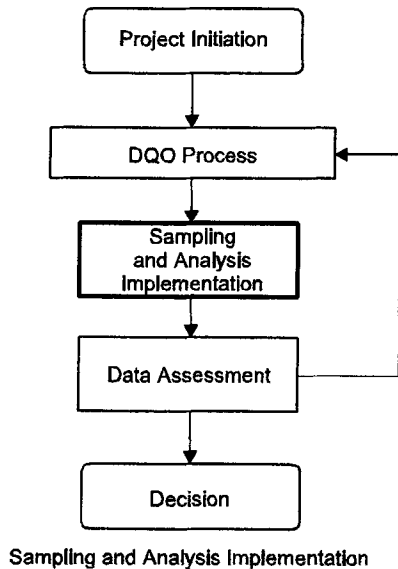 Project Initiation
DQO Process
Sampling
and Analysis
Implementation
Data Assessment
Decision
Sampling and Analysis Implementation